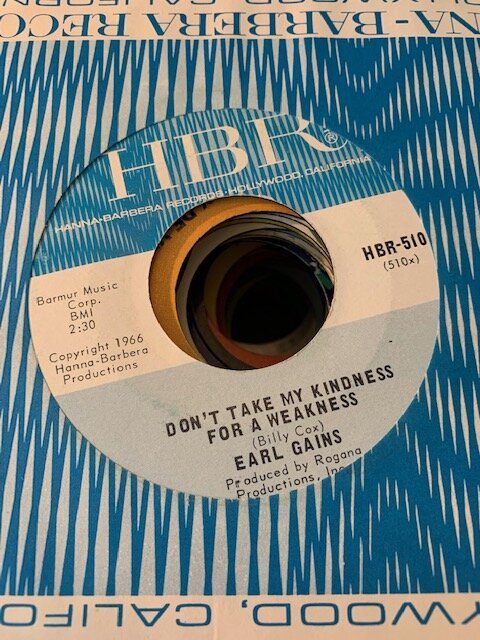 NNA-BARBERA RECO
HBR®
HANNA-BARBERA RECORDS · HOLLYWOOD, CALIFORNIA
HBR-510
(510x)
Barmur Music
Corp.
BMI
2:30
Copyright 1966
Hanna-Barbera
Productions
DON'T TAKE MY KINDNESS
FOR A WEAKNESS
(Billy Cox)
EARL GAINS
Produced by Rogana
Productions, Inc.
YWOOD, CALIFO